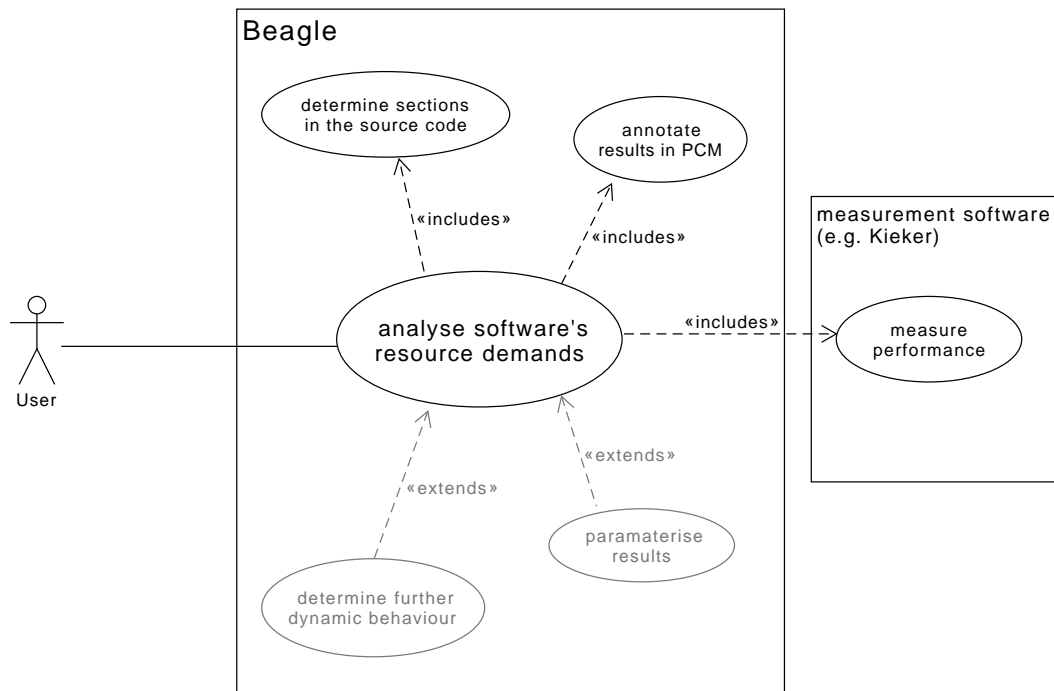 Beagle
determine sections
in the source code
annotate
results in PCM
«includes»
«includes»
measurement software
(e.g. Kieker)
analyse software's
resource demands
«includes»
measure
performance
User
«extends»
«extends»
paramaterise
results
determine further
dynamic behaviour